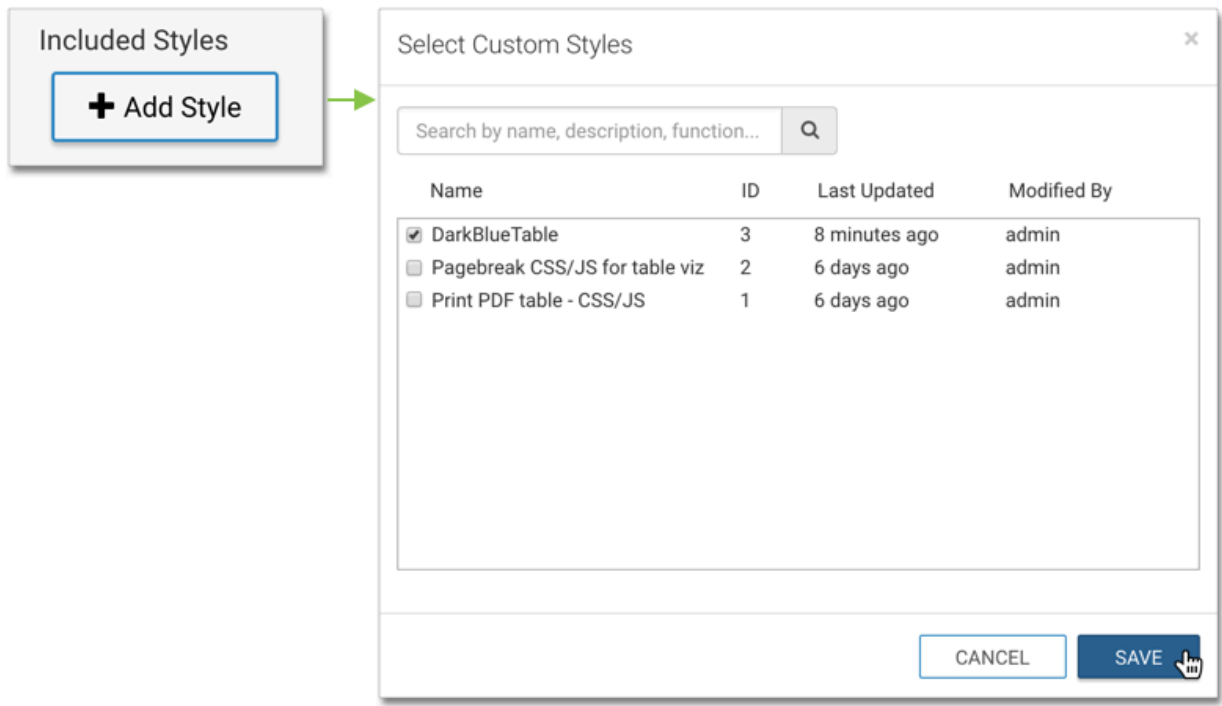 Included Styles
Add Style
Select Custom Styles
Search by name, description, function...
Name ID Last Updated Modified By
DarkBlueTable 3 8 minutes ago admin
Pagebreak CSS/JS for table viz 2 6 days ago admin
Print PDF table - CSS/JS 1 6 days ago admin
CANCEL SAVE